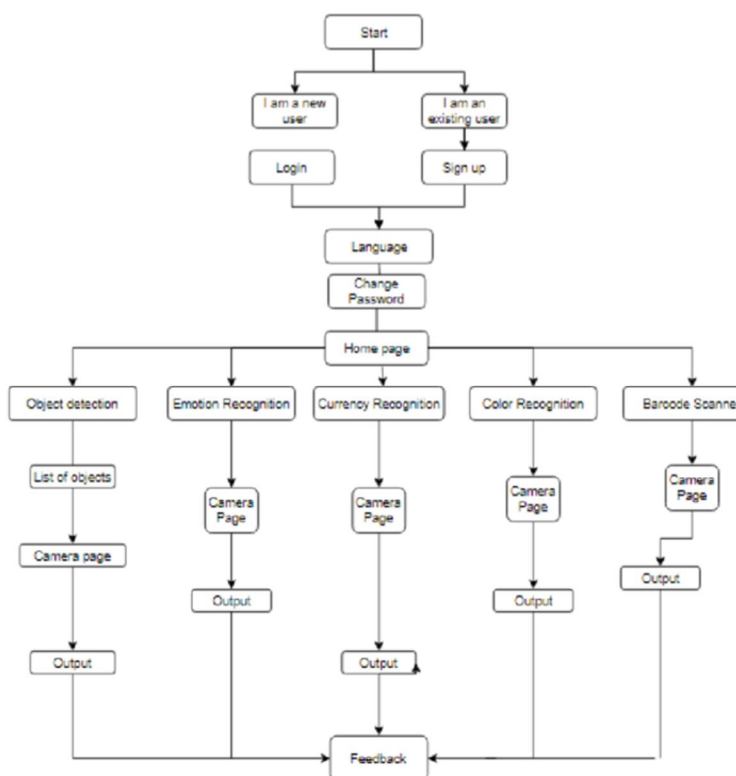 Start
I am a new
user
I am an
existing user
Login
Sign up
Language
Change
Password
Home page
Object detection
Emotion Recognition
Currency Recognition
Color Recognition
Barcode Scanne
List of objects
Camera
Page
Camera
Page
Camera
Page
Camera
Page
Camera page
Output
Output
Output
Output
Output
Feedback